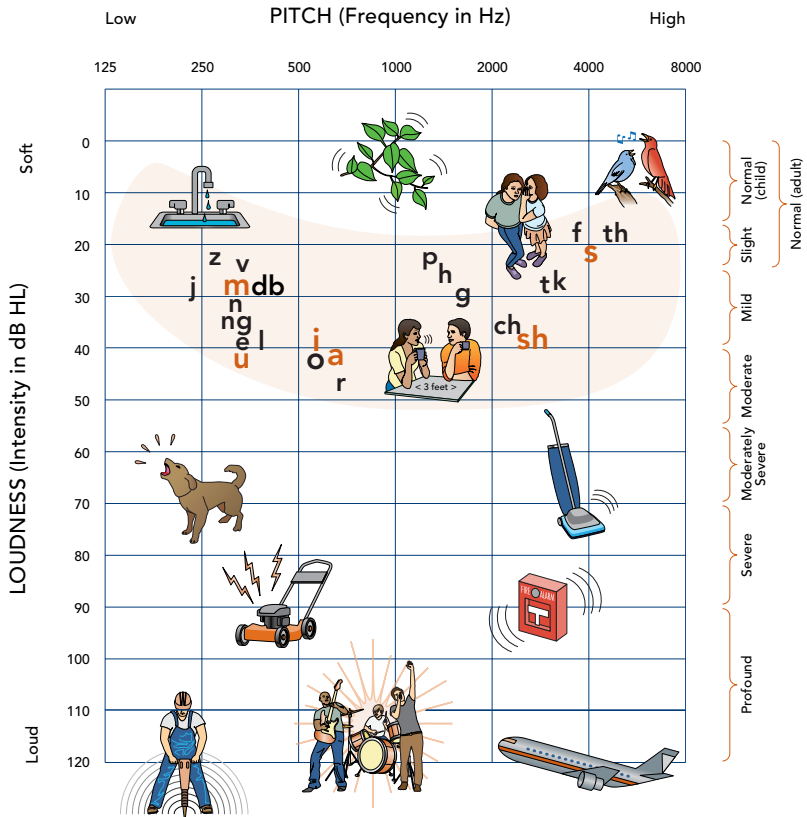 PITCH (Frequency in Hz)
Low
High
125 250 500 1000 2000 4000 8000
LOUDNESS (Intensity in dB HL)
Soft
Loud
0
10
20
30
40
50
60
70
80
90
100
110
120
f th
s
z
v
p
h
j
m db
g
t k
n
ng
ch
e l
i
sh
u
o a
r
< 3 feet >
FIRE ALARM
Normal (child)
Normal (adult)
Slight
Mild
Moderate
Moderately Severe
Severe
Profound